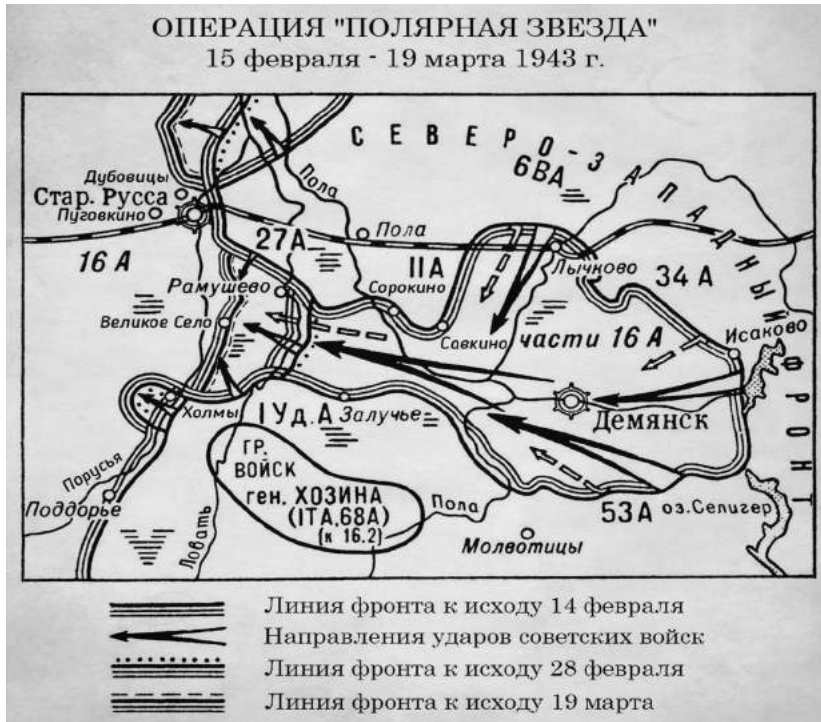 ОПЕРАЦИЯ "ПОЛЯРНАЯ ЗВЕЗДА"
15 февраля - 19 марта 1943 г.
СЕВЕРО-ЗАПАДНЫЙ ФРОНТ
6ВА
Дубовицы
Стар. Русса
Пуговкино
Пола
Пола
27А
16 А
IIА
Лычково
34 А
Рамушево
Сорокино
Великое Село
Савкино
части 16 А
Исаково
Холмы
I Уд. А
Залучье
Демянск
ГР.
ВОЙСК
ген. ХОЗИНА
(ITA,68А)
(к 16.2)
Порусья
Поддорье
Ловать
Пола
53А
оз. Селигер
Молвотицы
Линия фронта к исходу 14 февраля
Направления ударов советских войск
Линия фронта к исходу 28 февраля
Линия фронта к исходу 19 марта